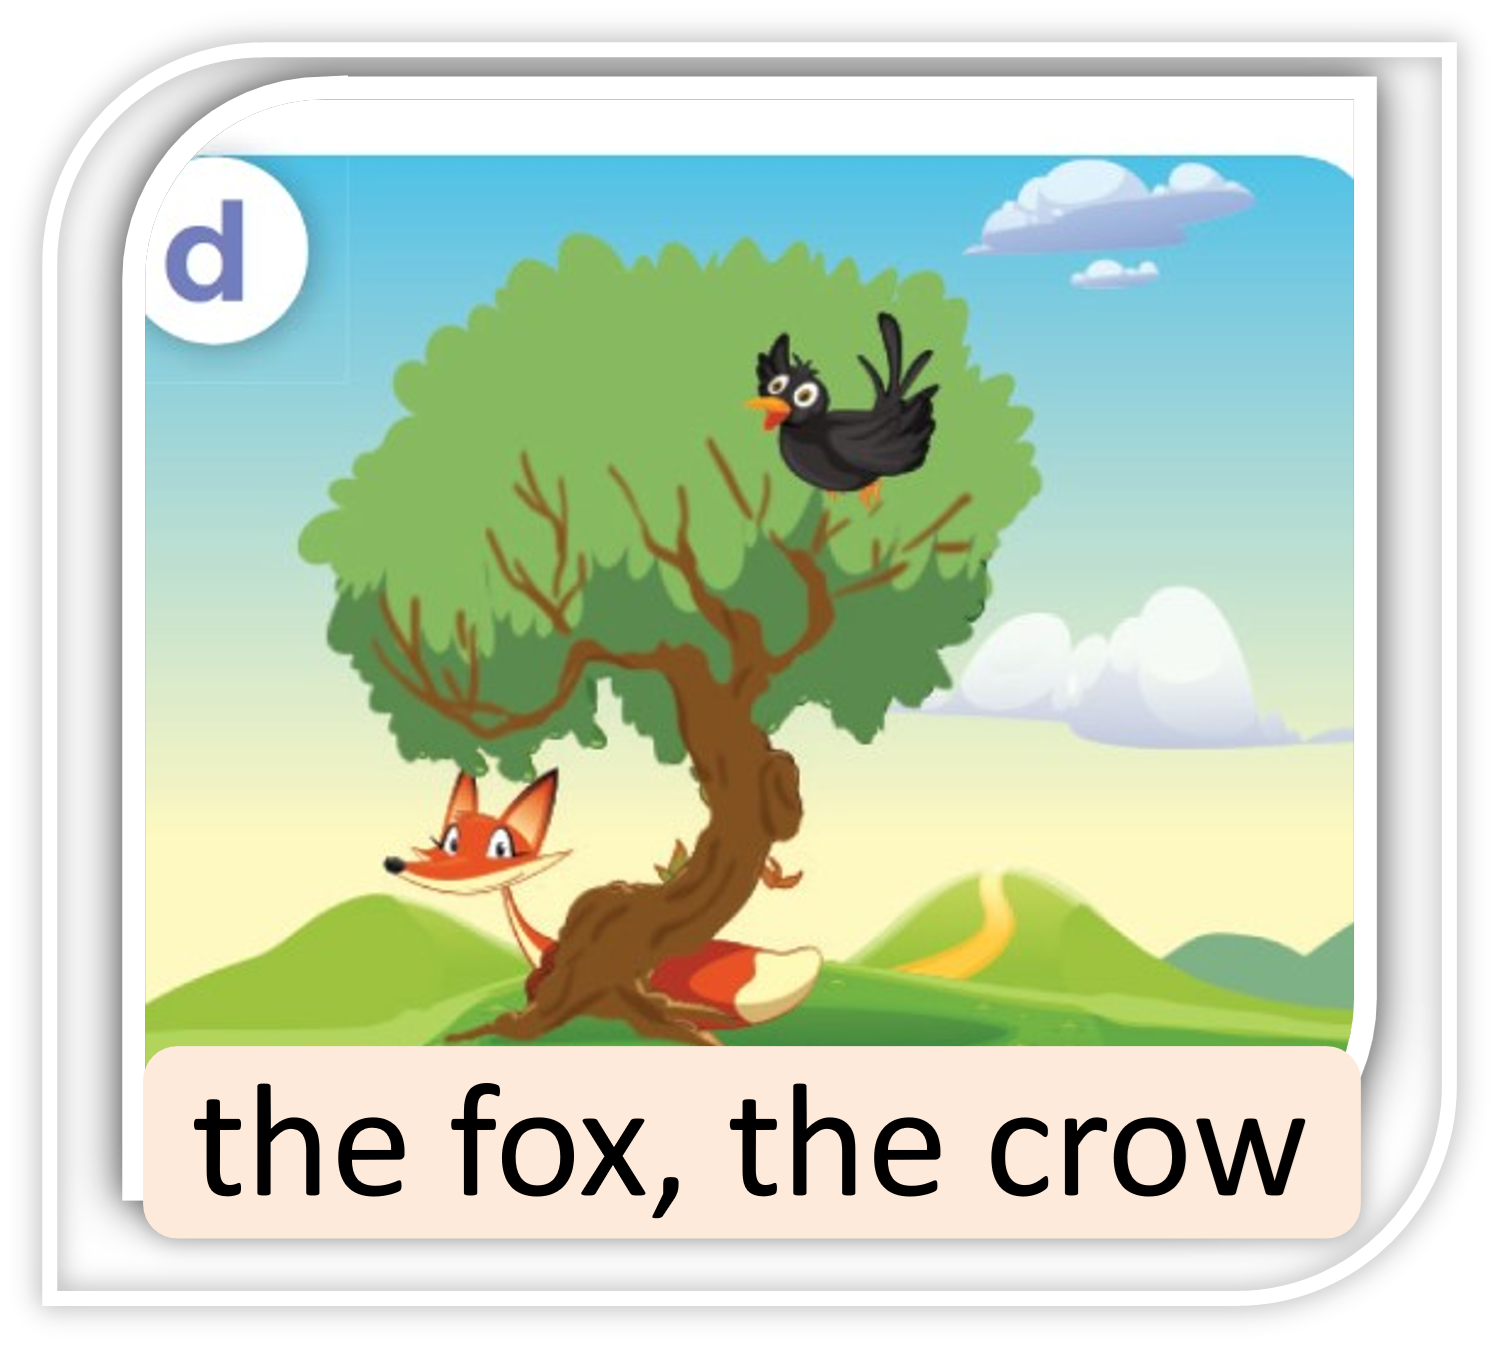 d
the fox, the crow